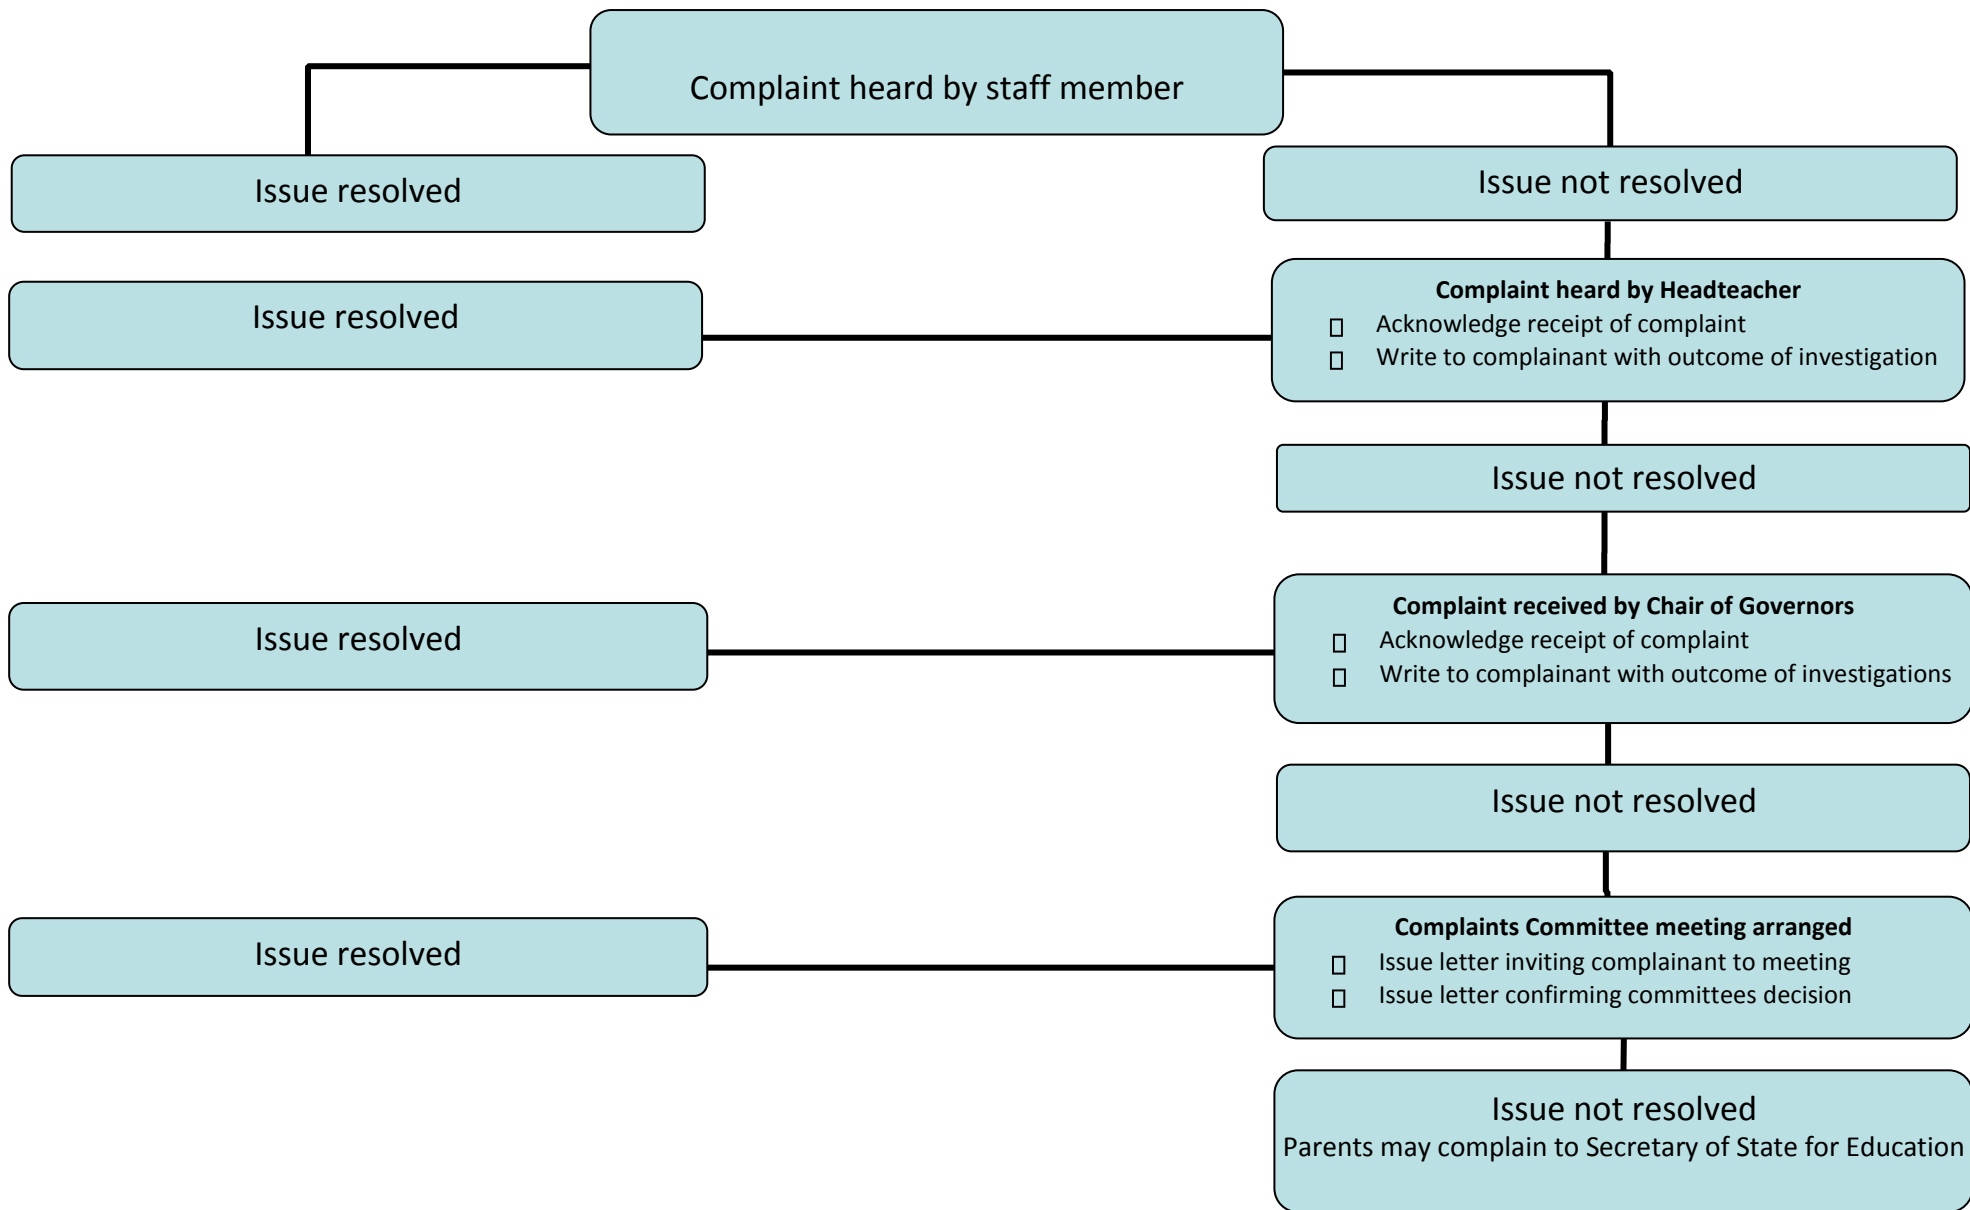 Complaint heard by staff member
Issue resolved
Issue not resolved
Issue resolved
Complaint heard by Headteacher
Acknowledge receipt of complaint
Write to complainant with outcome of investigation
Issue not resolved
Issue resolved
Complaint received by Chair of Governors
Acknowledge receipt of complaint
Write to complainant with outcome of investigations
Issue not resolved
Issue resolved
Complaints Committee meeting arranged
Issue letter inviting complainant to meeting
Issue letter confirming committees decision
Issue not resolved
Parents may complain to Secretary of State for Education